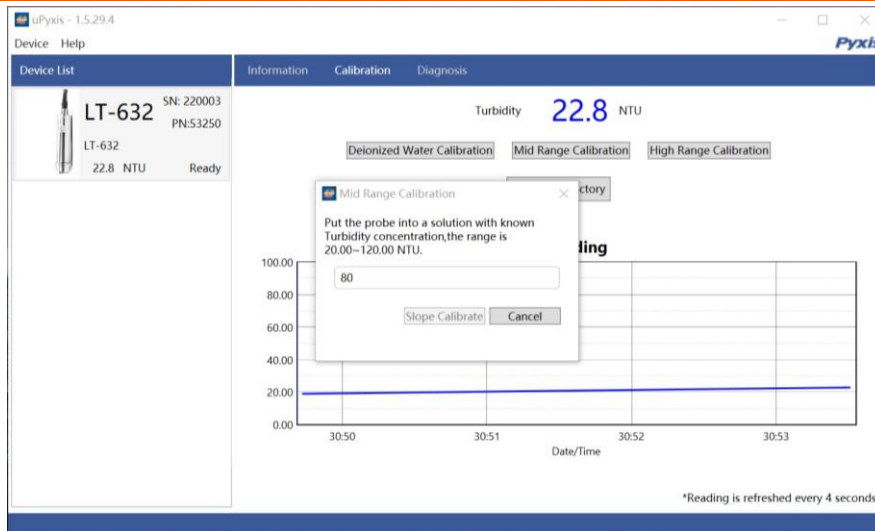 uPyxis - 1.5.29.4
Device Help
Pyxis
Device List
Information Calibration Diagnosis
LT-632
SN: 220003
PN:53250
LT-632
22.8 NTU Ready
Turbidity 22.8 NTU
Deionized Water Calibration Mid Range Calibration High Range Calibration
Mid Range Calibration
Put the probe into a solution with known
Turbidity concentration,the range is
20.00~120.00 NTU.
80
Slope Calibrate Cancel
100.00
80.00
60.00
40.00
20.00
0.00
30:50 30:51 30:52 30:53
Date/Time
*Reading is refreshed every 4 seconds